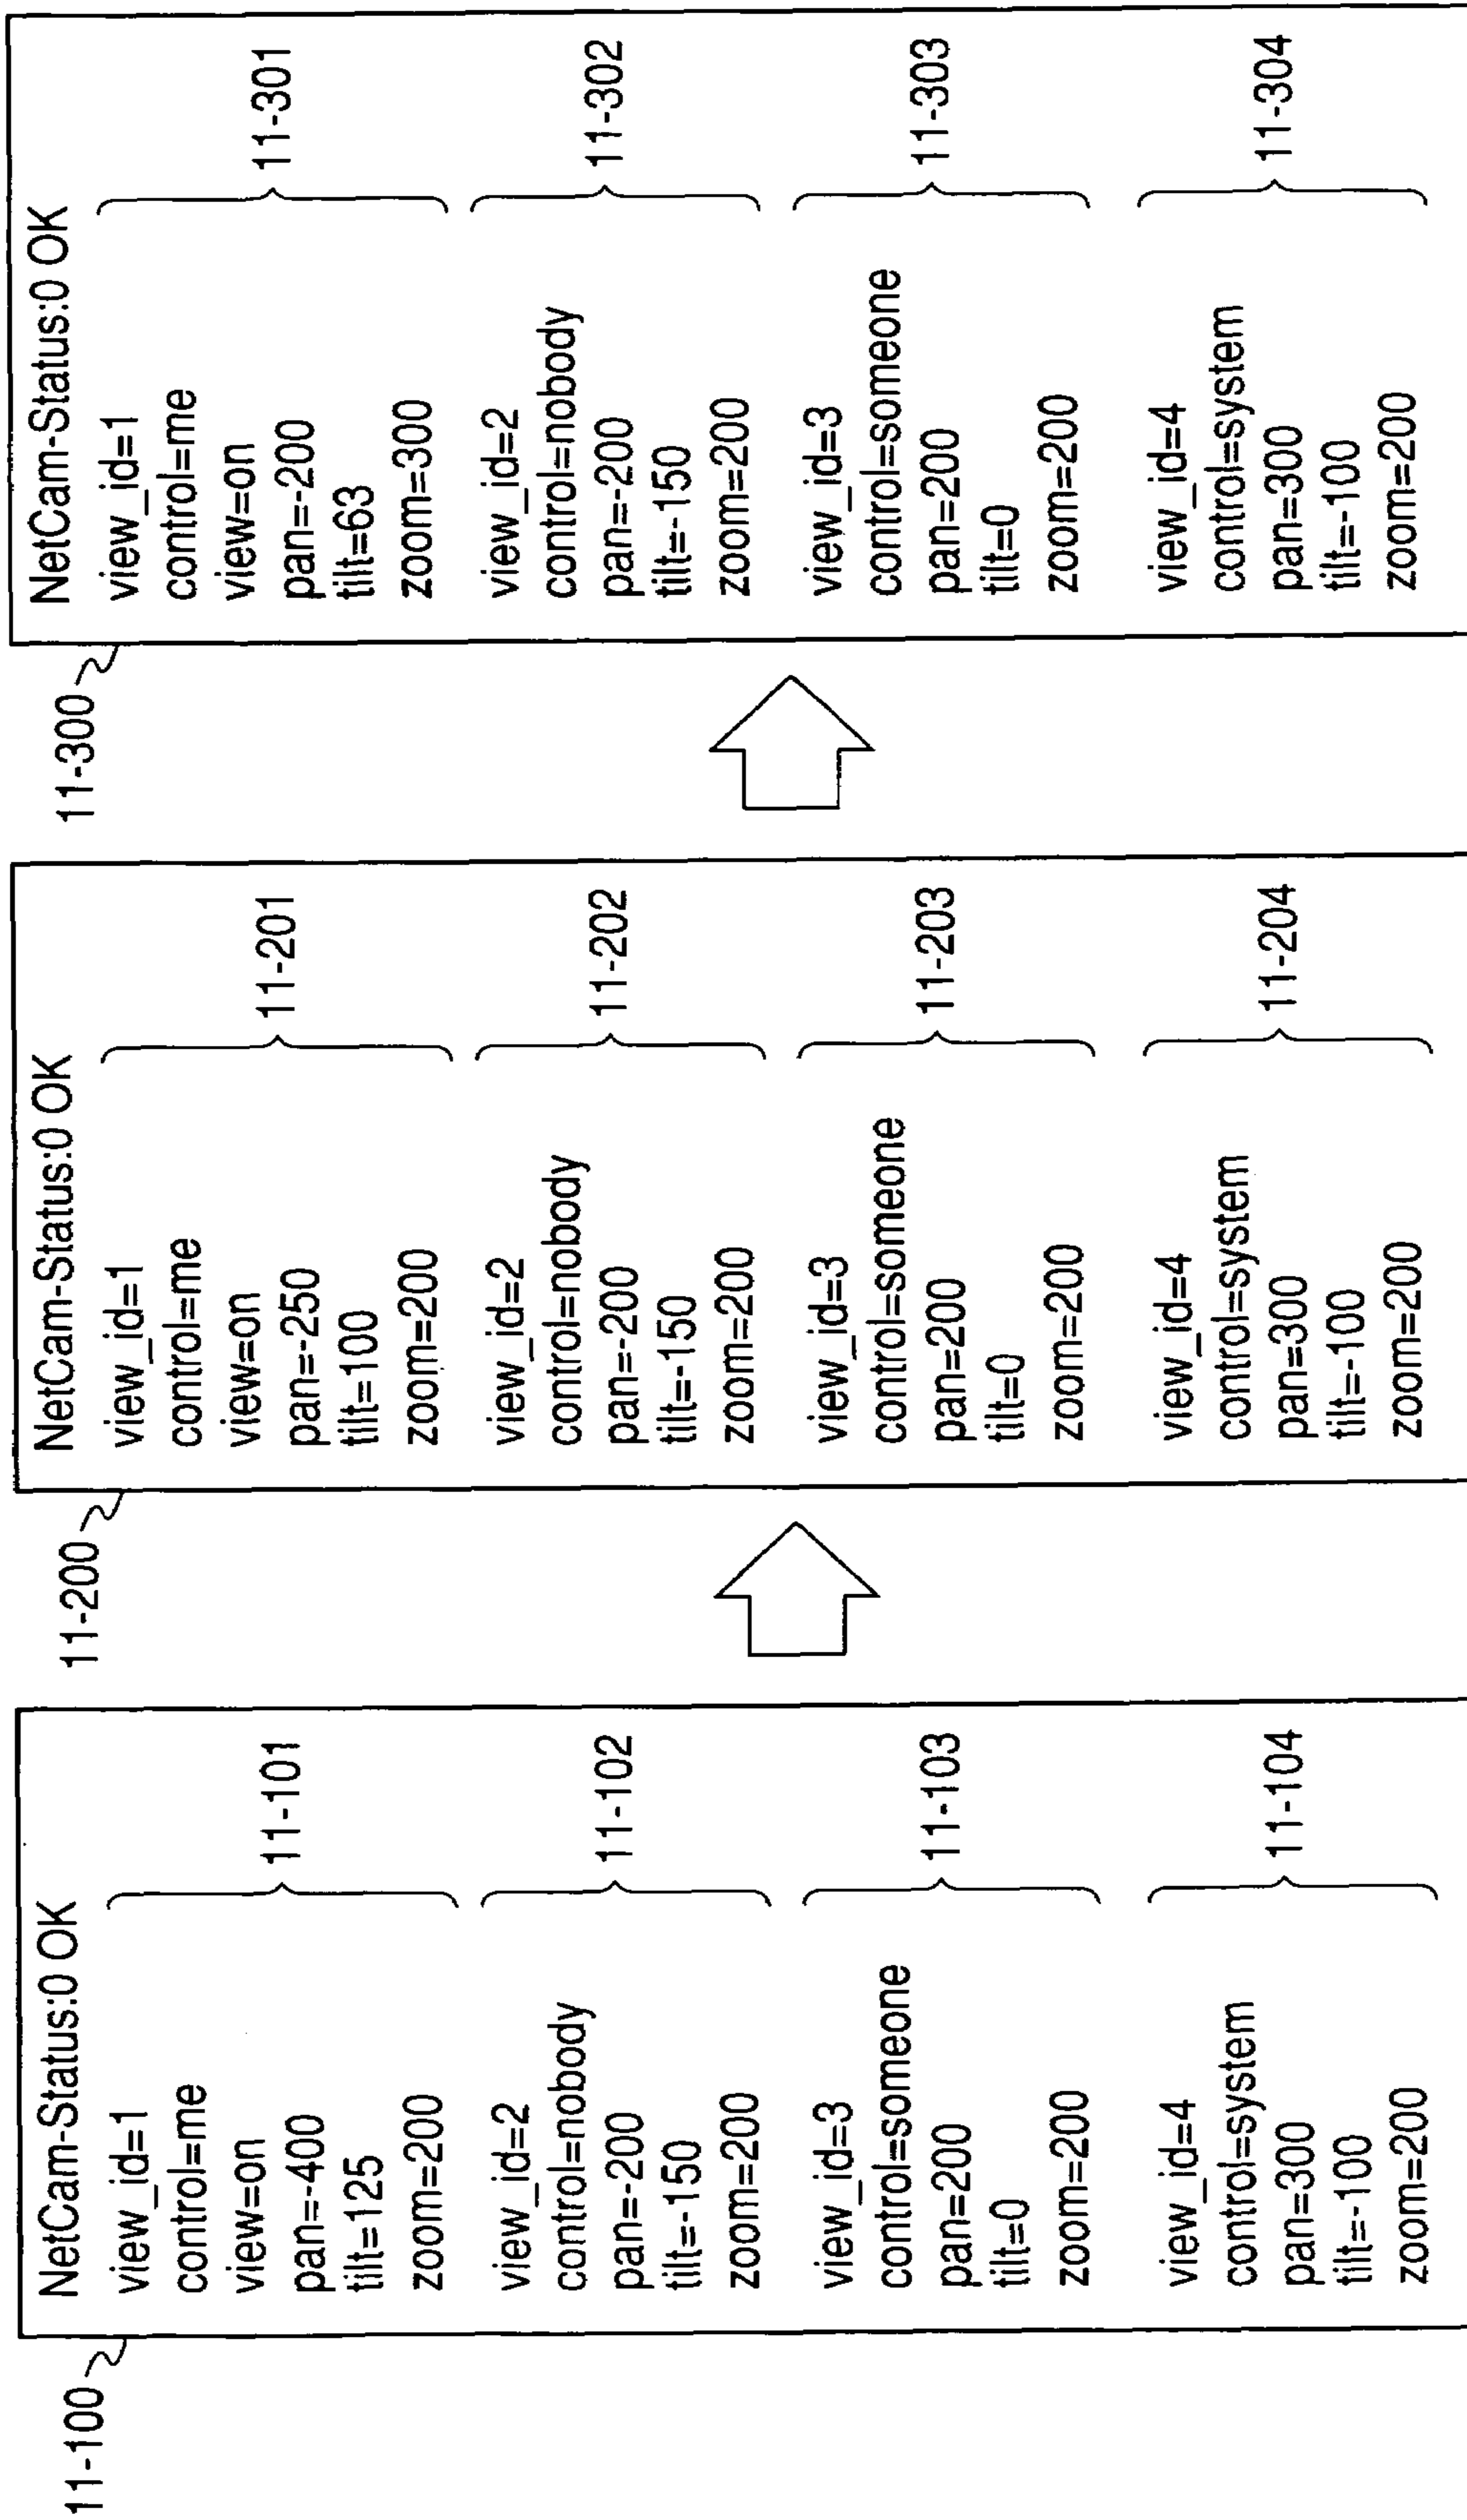 11-100
NetCam-Status:0 OK
view_id=1
control=me
view=on
pan=-400
tilt=125
zoom=200
11-101
view_id=2
control=nobody
pan=-200
tilt=-150
zoom=200
11-102
view_id=3
control=someone
pan=200
tilt=0
zoom=200
11-103
view_id=4
control=system
pan=300
tilt=-100
zoom=200
11-104
11-200
NetCam-Status:0 OK
view_id=1
control=me
view=on
pan=-250
tilt=100
zoom=200
11-201
view_id=2
control=nobody
pan=-200
tilt=-150
zoom=200
11-202
view_id=3
control=someone
pan=200
tilt=0
zoom=200
11-203
view_id=4
control=system
pan=300
tilt=-100
zoom=200
11-204
11-300
NetCam-Status:0 OK
view_id=1
control=me
view=on
pan=-200
tilt=63
zoom=300
11-301
view_id=2
control=nobody
pan=-200
tilt=-150
zoom=200
11-302
view_id=3
control=someone
pan=200
tilt=0
zoom=200
11-303
view_id=4
control=system
pan=300
tilt=-100
zoom=200
11-304